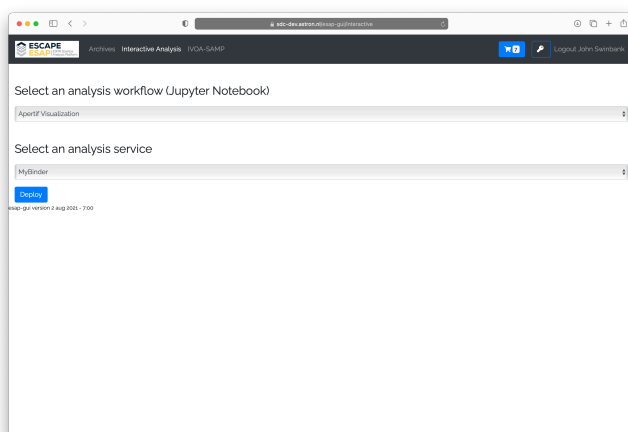 sdc-dev.astron.nl/esap-gui/interactive
ESCAPE
ESAP
Archives Interactive Analysis IVOA-SAMP
7
Logout John Swinbank
Select an analysis workflow (Jupyter Notebook)
Apertif Visualization
Select an analysis service
MyBinder
Deploy
esap-gui version 2 aug 2021 - 7:00